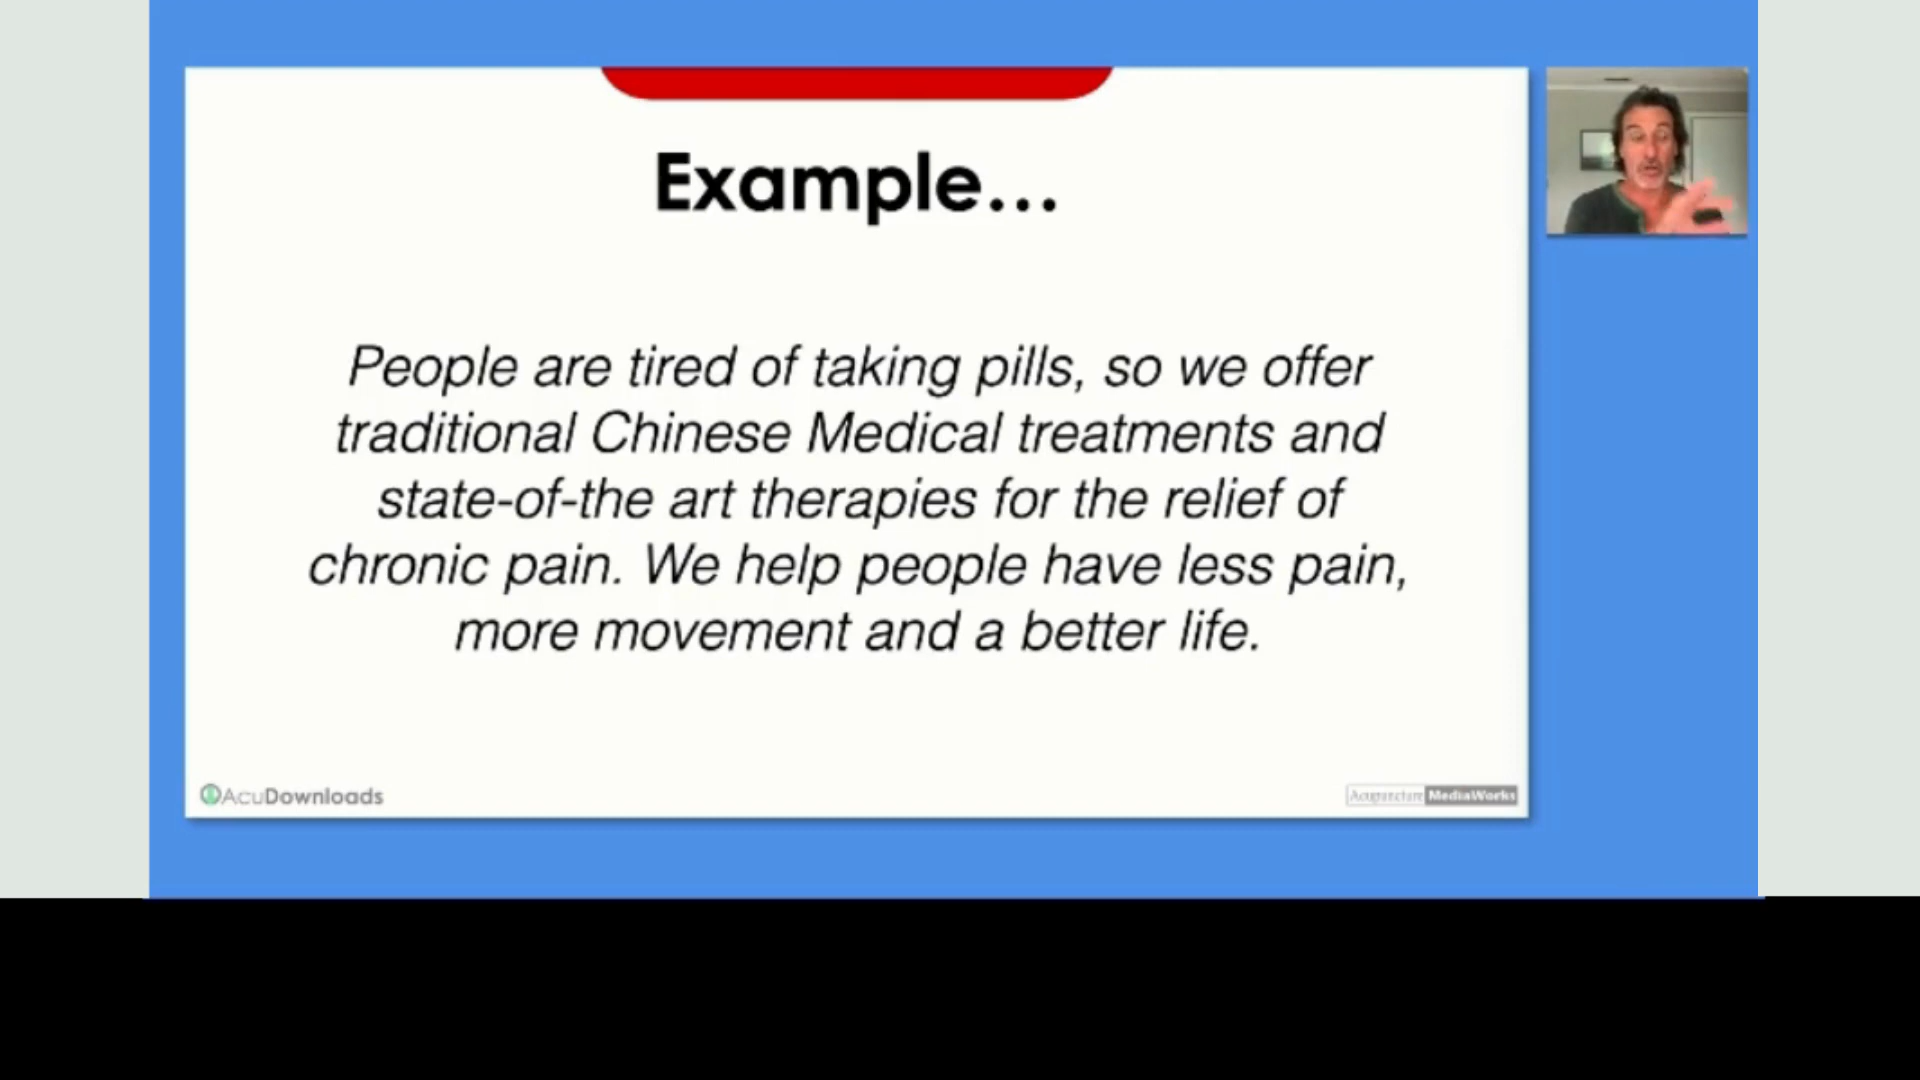 Example...
People are tired of taking pills, so we offer
traditional Chinese Medical treatments and
state-of-the art therapies for the relief of
chronic pain. We help people have less pain,
more movement and a better life.
AcuDownloads
Acupuncture MediaWorks